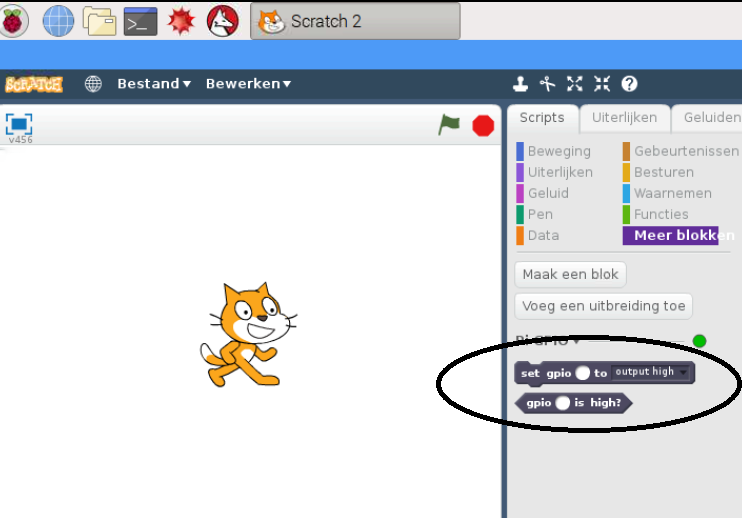 Scratch 2
SCRATCH Bestand Bewerken
v456
Scripts Uiterlijken Geluiden
Beweging Gebeurtenissen
Uiterlijken Besturen
Geluid Waarnemen
Pen Functies
Data Meer blokken
Maak een blok
Voeg een uitbreiding toe
Pi GPIO
set gpio to output high
gpio is high?